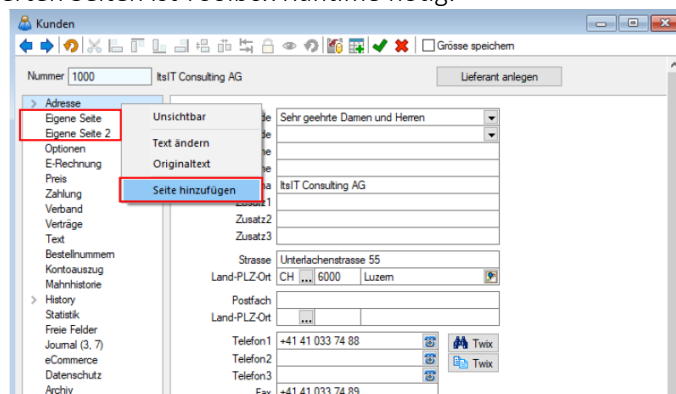 Kunden
Grösse speichern
Nummer 1000 ItsIT Consulting AG Lieferant anlegen
Adresse
Eigene Seite
Eigene Seite 2
Optionen
E-Rechnung
Preis
Zahlung
Verband
Verträge
Text
Bestellnummern
Kontoauszug
Mahnhistorie
History
Statistik
Freie Felder
Journal (3, 7)
eCommerce
Datenschutz
Archiv
Unsichtbar
Text ändern
Originaltext
Seite hinzufügen
Sehr geehrte Damen und Herren
ItsIT Consulting AG
Zusatz1
Zusatz2
Zusatz3
Strasse Unterlachenstrasse 55
Land-PLZ-Ort CH ... 6000 Luzern
Postfach
Land-PLZ-Ort ...
Telefon1 +41 41 033 74 88 Twix
Telefon2 Twix
Telefon3
Fax +41 41 033 74 89